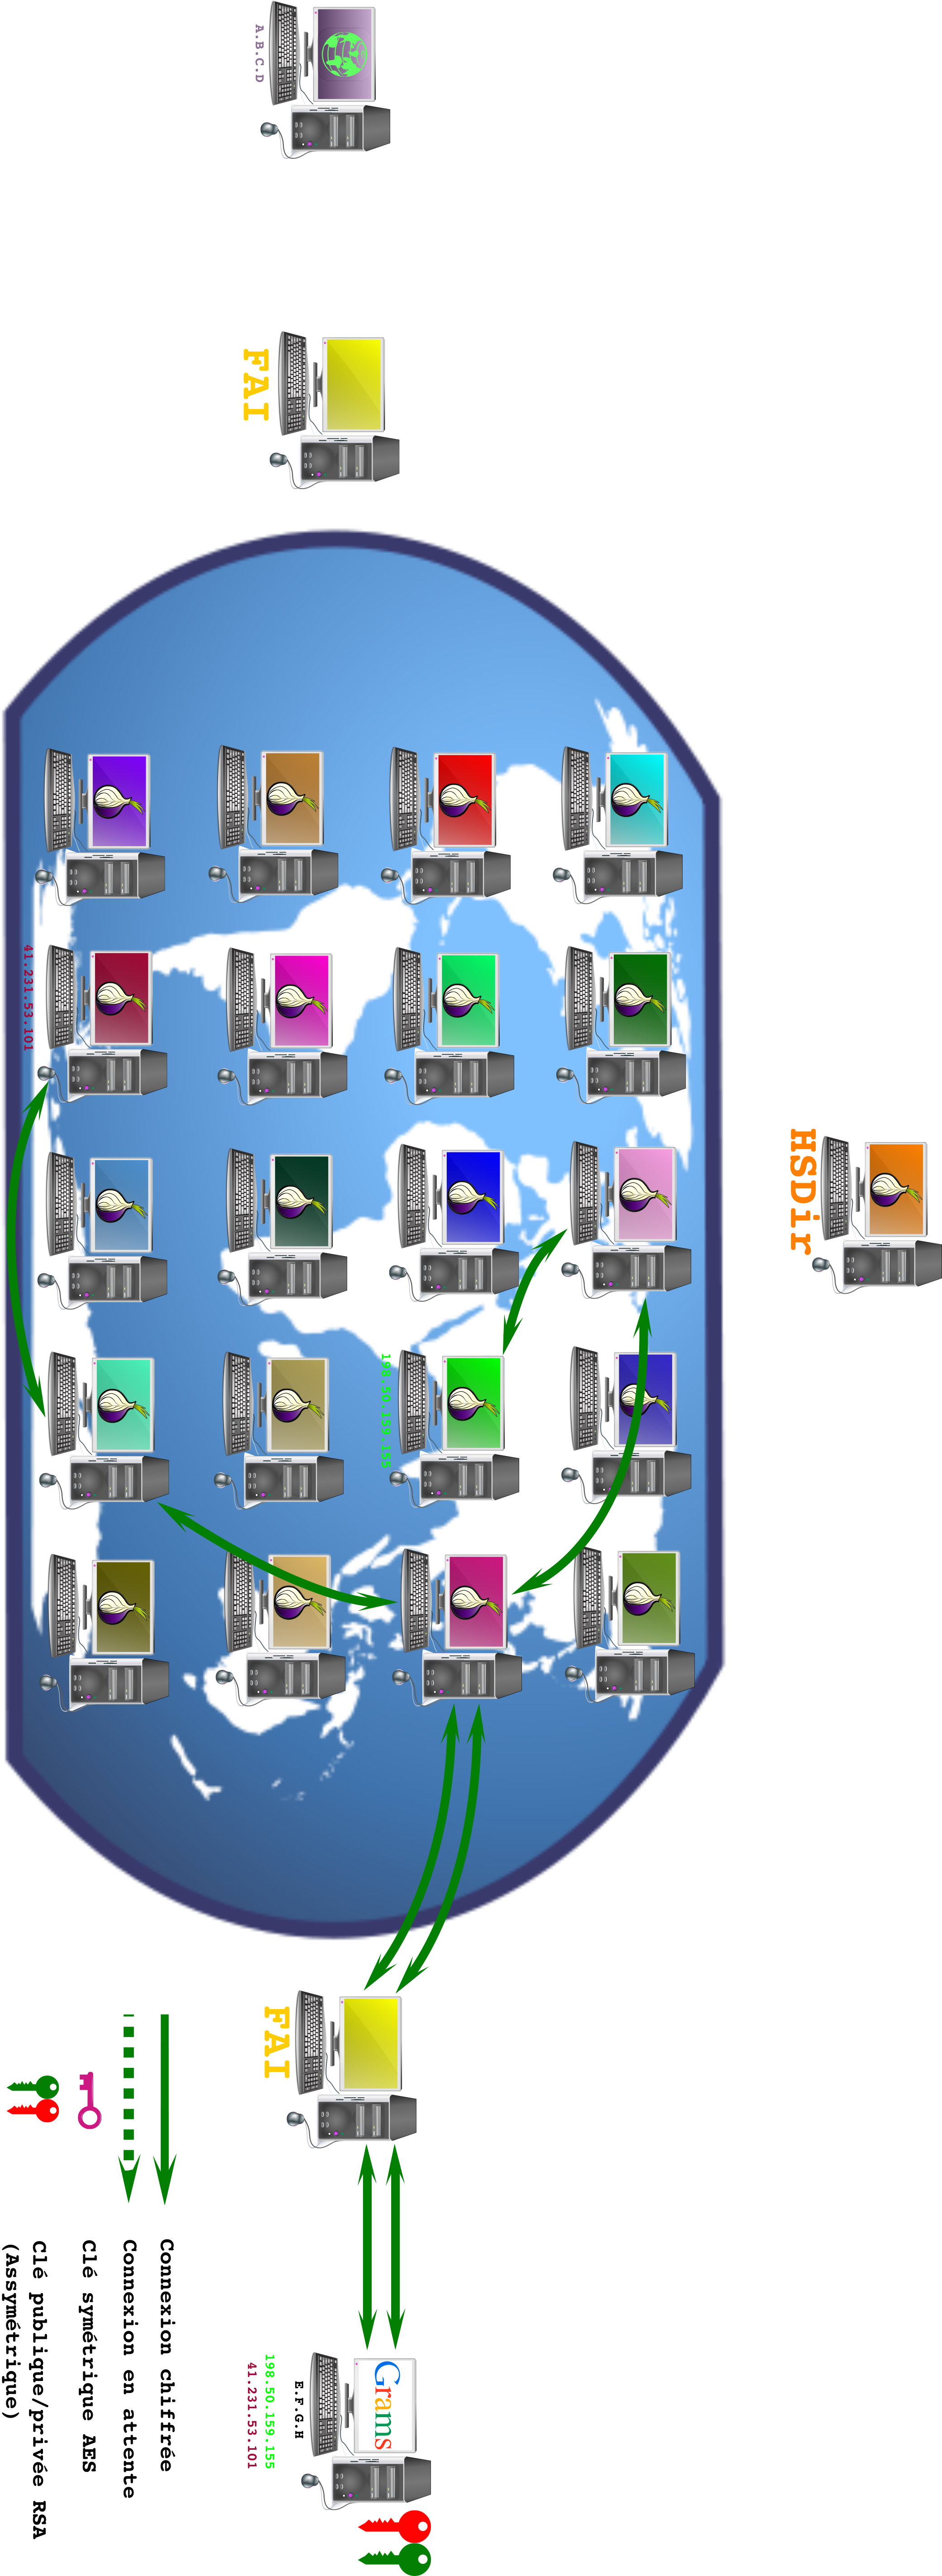 HSDir
A.B.C.D
FAI
198.50.159.155
41.231.53.101
FAI
Grams
E.F.G.H
198.50.159.155
41.231.53.101
Connexion chiffrée
Connexion en attente
Clé symétrique AES
Clé publique/privée RSA
(Assymétrique)